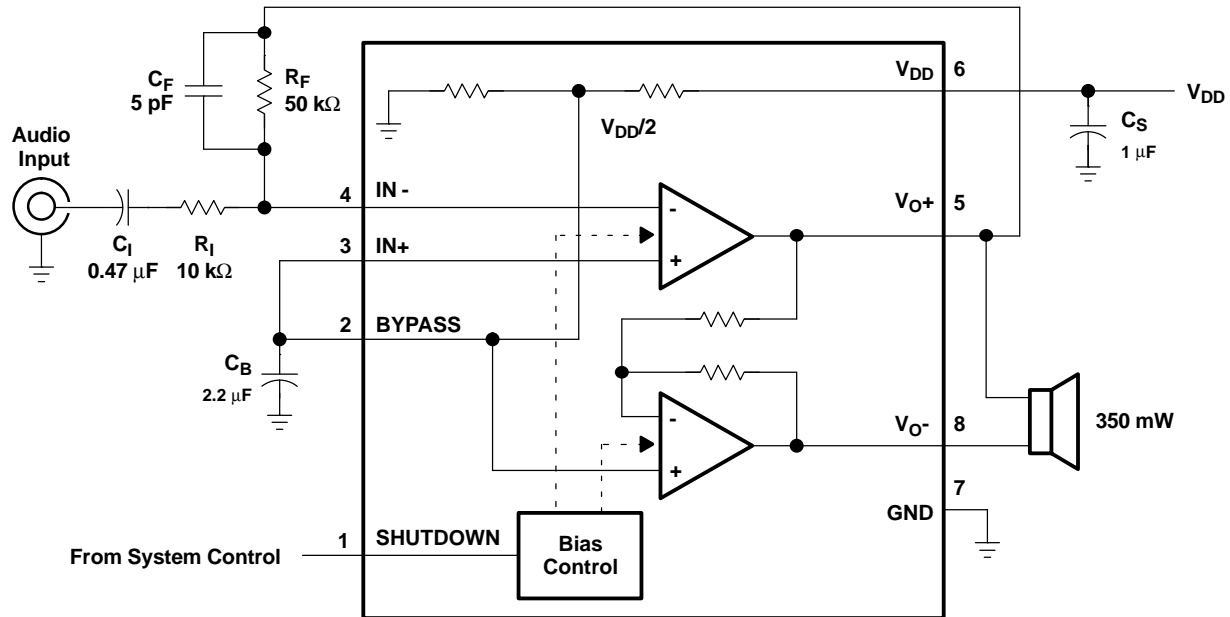 C_F
5 pF
R_F
50 kΩ
V_DD
6
V_DD
V_DD/2
C_S
1 μF
Audio
Input
4
IN -
-
V_O+
5
C_I
0.47 μF
R_I
10 kΩ
3
IN+
+
2
BYPASS
C_B
2.2 μF
-
V_O-
8
350 mW
+
7
GND
From System Control
1
SHUTDOWN
Bias
Control